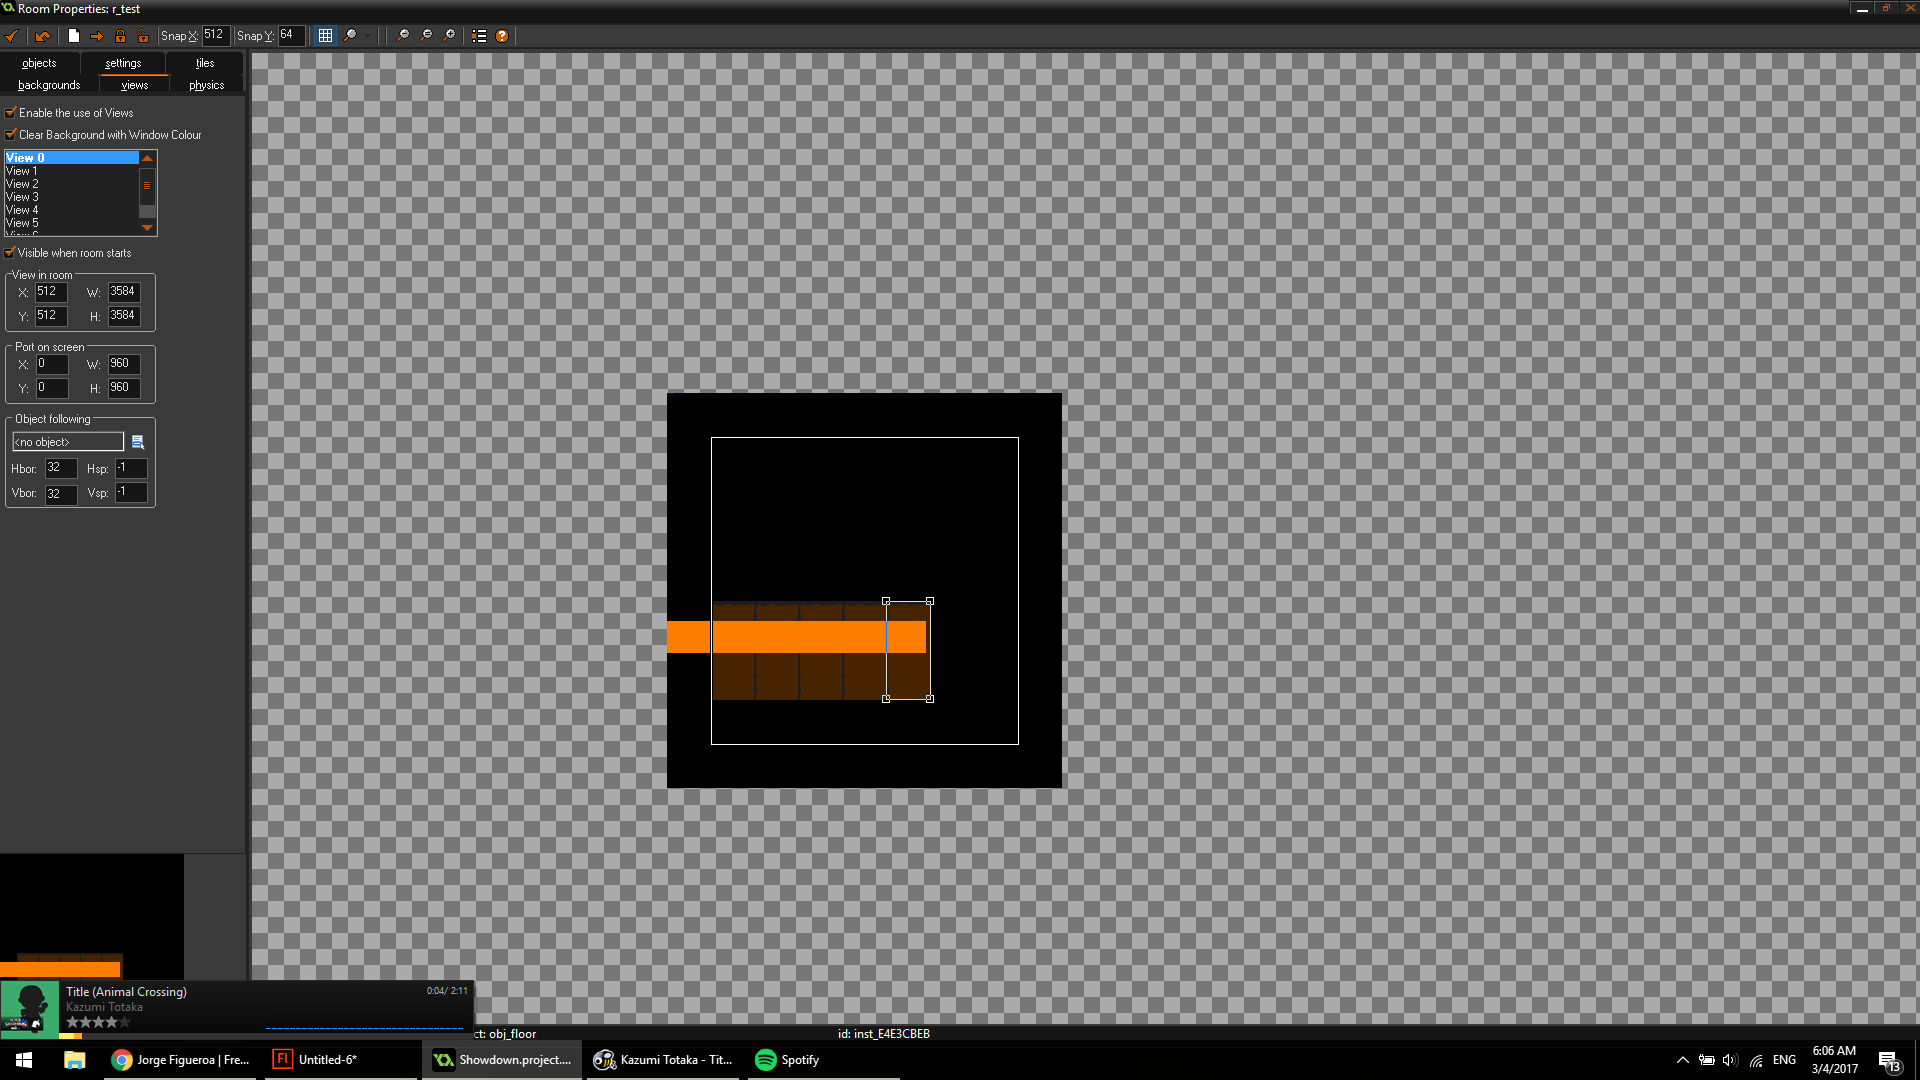 Room Properties: r_test
Snap X: 512 Snap Y: 64
objects settings tiles
backgrounds views physics
Enable the use of Views
Clear Background with Window Colour
View 0
View 1
View 2
View 3
View 4
View 5
Visible when room starts
View in room
X: 512 W: 3584
Y: 512 H: 3584
Port on screen
X: 0 W: 960
Y: 0 H: 960
Object following
<no object>
Hbor: 32 Hsp: -1
Vbor: 32 Vsp: -1
Title (Animal Crossing) 0:04/ 2:11
Kazumi Totaka
ct: obj_floor id: inst_E4E3CBEB
Jorge Figueroa | Fre... Untitled-6* Showdown.project.... Kazumi Totaka - Tit... Spotify ENG 6:06 AM
3/4/2017 13